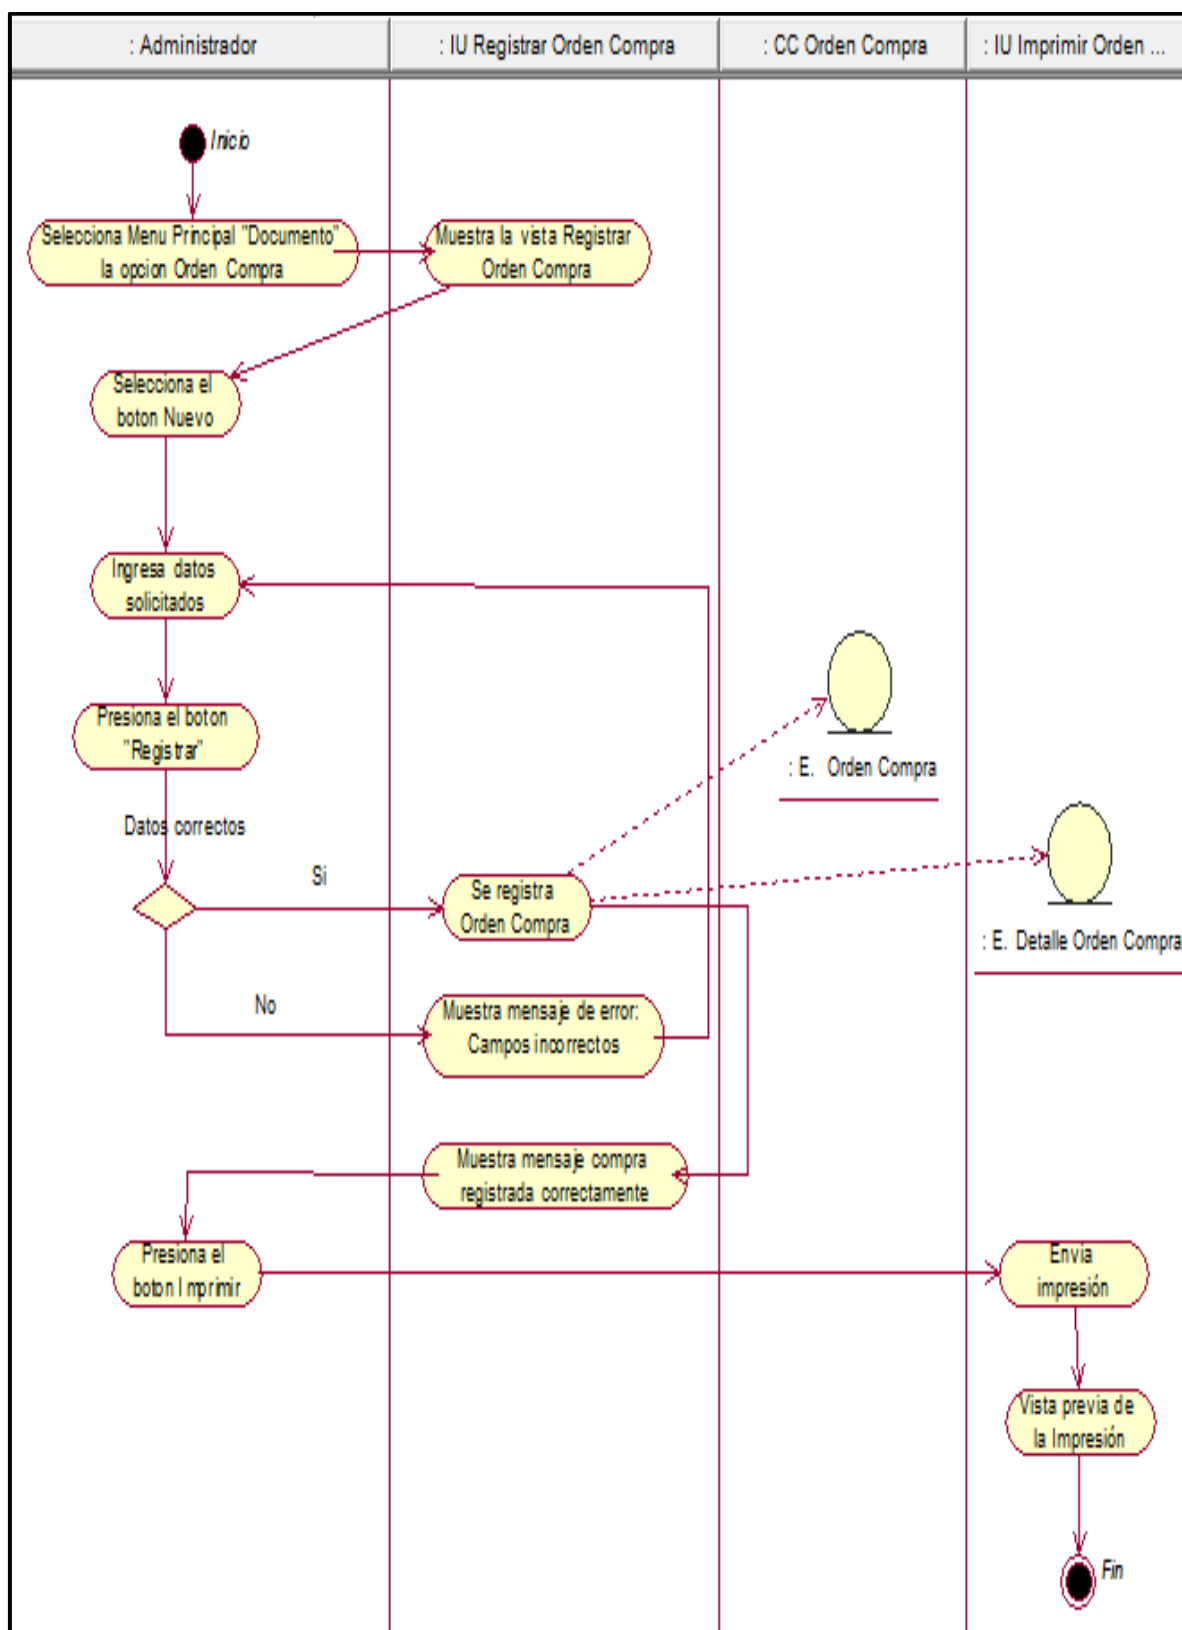 : Administrador
: IU Registrar Orden Compra
: CC Orden Compra
: IU Imprimir Orden ...
Inicio
Selecciona Menu Principal "Documento"
la opcion Orden Compra
Muestra la vista Registrar
Orden Compra
Selecciona el
boton Nuevo
Ingresa datos
solicitados
Presiona el boton
"Registrar"
: E. Orden Compra
Datos correctos
Si
Se registra
Orden Compra
: E. Detalle Orden Compra
No
Muestra mensaje de error:
Campos incorrectos
Muestra mensaje compra
registrada correctamente
Presiona el
boton Imprimir
Envia
impresión
Vista previa de
la Impresión
Fin